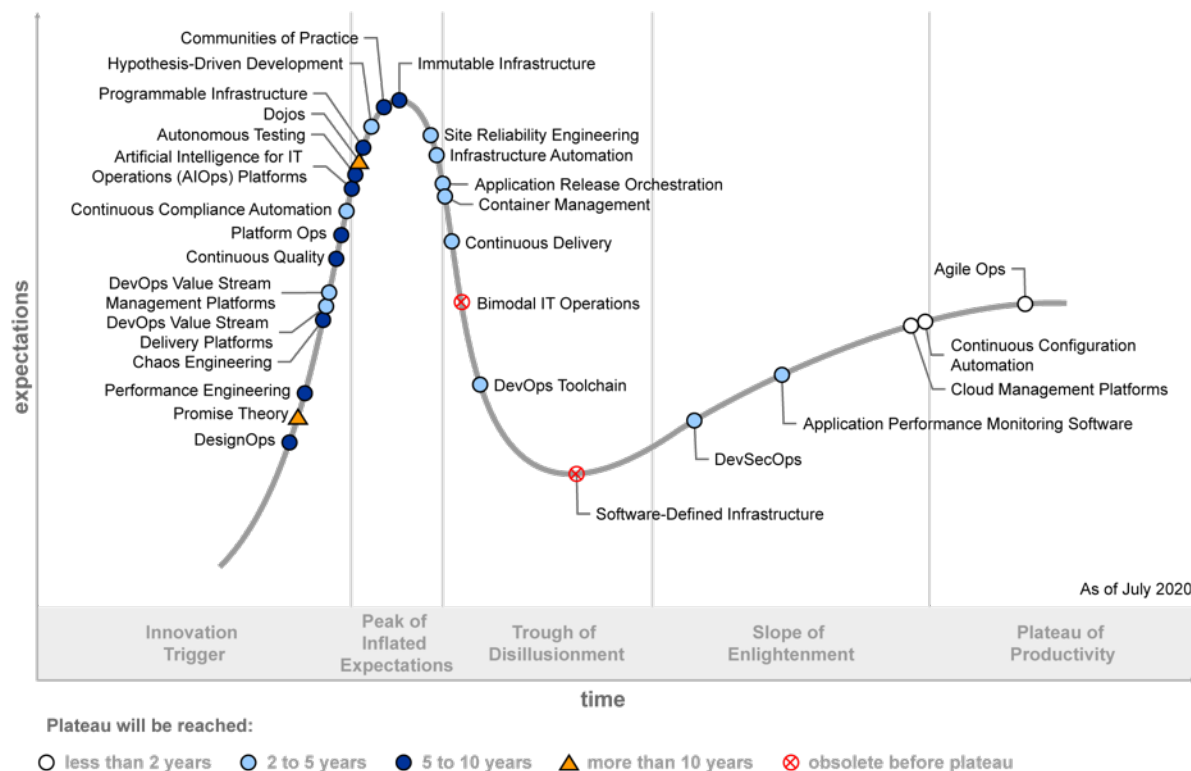 Communities of Practice
Hypothesis-Driven Development
Programmable Infrastructure
Dojos
Autonomous Testing
Artificial Intelligence for IT
Operations (AIOps) Platforms
Continuous Compliance Automation
Platform Ops
Continuous Quality
DevOps Value Stream
Management Platforms
DevOps Value Stream
Delivery Platforms
Chaos Engineering
Performance Engineering
Promise Theory
DesignOps
Immutable Infrastructure
Site Reliability Engineering
Infrastructure Automation
Application Release Orchestration
Container Management
Continuous Delivery
Bimodal IT Operations
DevOps Toolchain
Software-Defined Infrastructure
DevSecOps
Application Performance Monitoring Software
Cloud Management Platforms
Continuous Configuration
Automation
Agile Ops
expectations
As of July 2020
Innovation
Trigger
Peak of
Inflated
Expectations
Trough of
Disillusionment
Slope of
Enlightenment
Plateau of
Productivity
time
Plateau will be reached:
less than 2 years
2 to 5 years
5 to 10 years
more than 10 years
obsolete before plateau